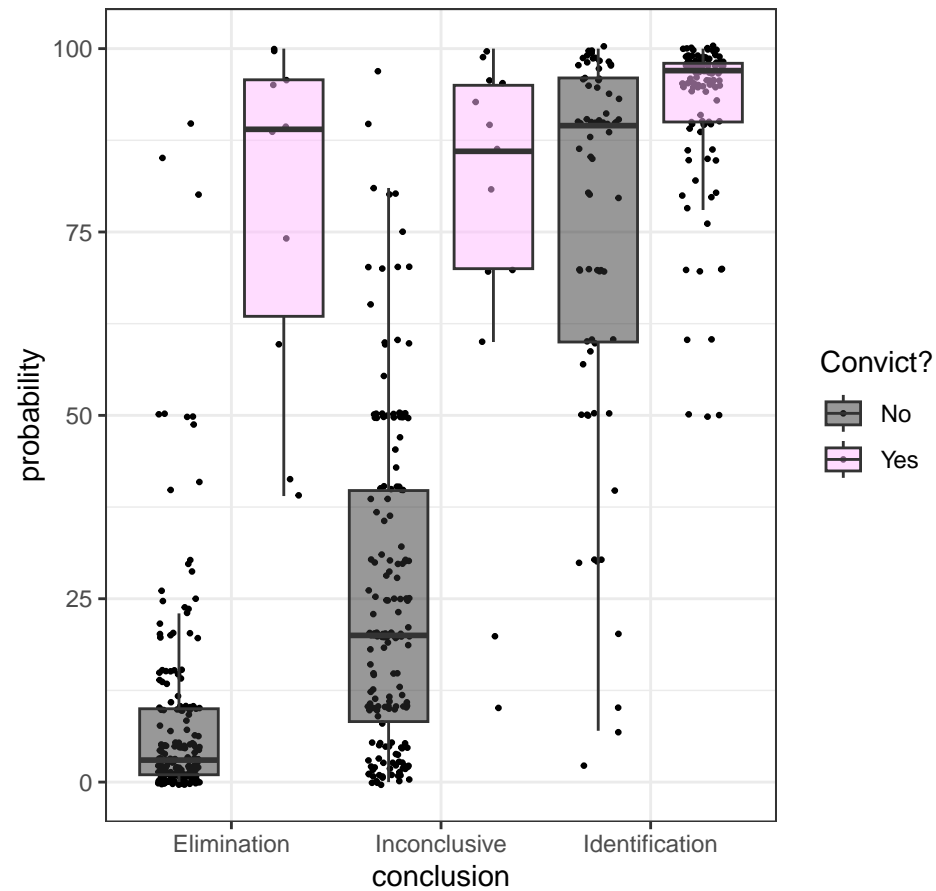 100
75
50
25
0
probability
Elimination
Inconclusive
Identification
conclusion
Convict?
No
Yes